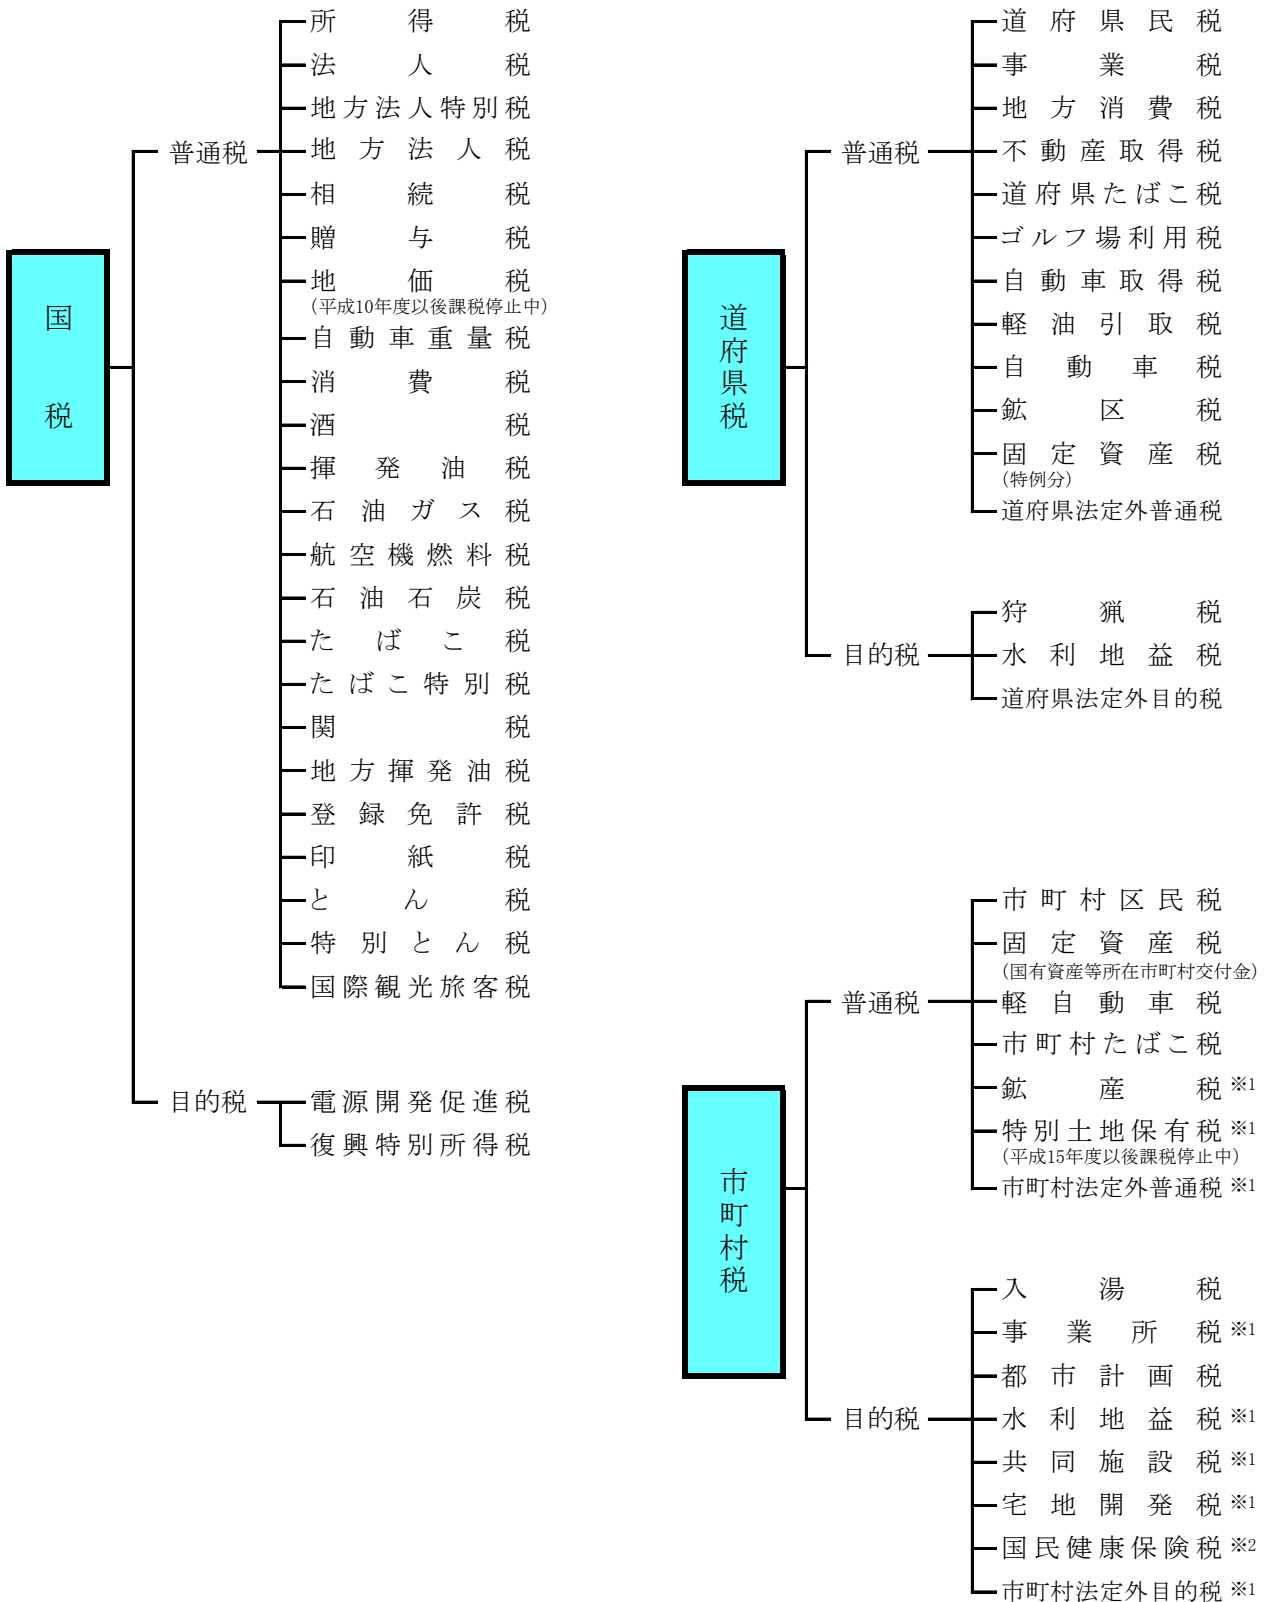 国税
普通税
所得税
法人税
地方法人特別税
地方法人税
相続税
贈与税
地価税
(平成10年度以後課税停止中)
自動車重量税
消費税
酒税
揮発油税
石油ガス税
航空機燃料税
石油石炭税
たばこ税
たばこ特別税
関税
地方揮発油税
登録免許税
印紙税
とん税
特別とん税
国際観光旅客税
目的税
電源開発促進税
復興特別所得税
道府県税
普通税
道府県民税
事業税
地方消費税
不動産取得税
道府県たばこ税
ゴルフ場利用税
自動車取得税
軽油引取税
自動車税
鉱区税
固定資産税
(特例分)
道府県法定外普通税
目的税
狩猟税
水利地益税
道府県法定外目的税
市町村税
普通税
市町村区民税
固定資産税
(国有資産等所在市町村交付金)
軽自動車税
市町村たばこ税
鉱産税 ※1
特別土地保有税 ※1
(平成15年度以後課税停止中)
市町村法定外普通税 ※1
目的税
入湯税
事業所税 ※1
都市計画税
水利地益税 ※1
共同施設税 ※1
宅地開発税 ※1
国民健康保険税 ※2
市町村法定外目的税 ※1